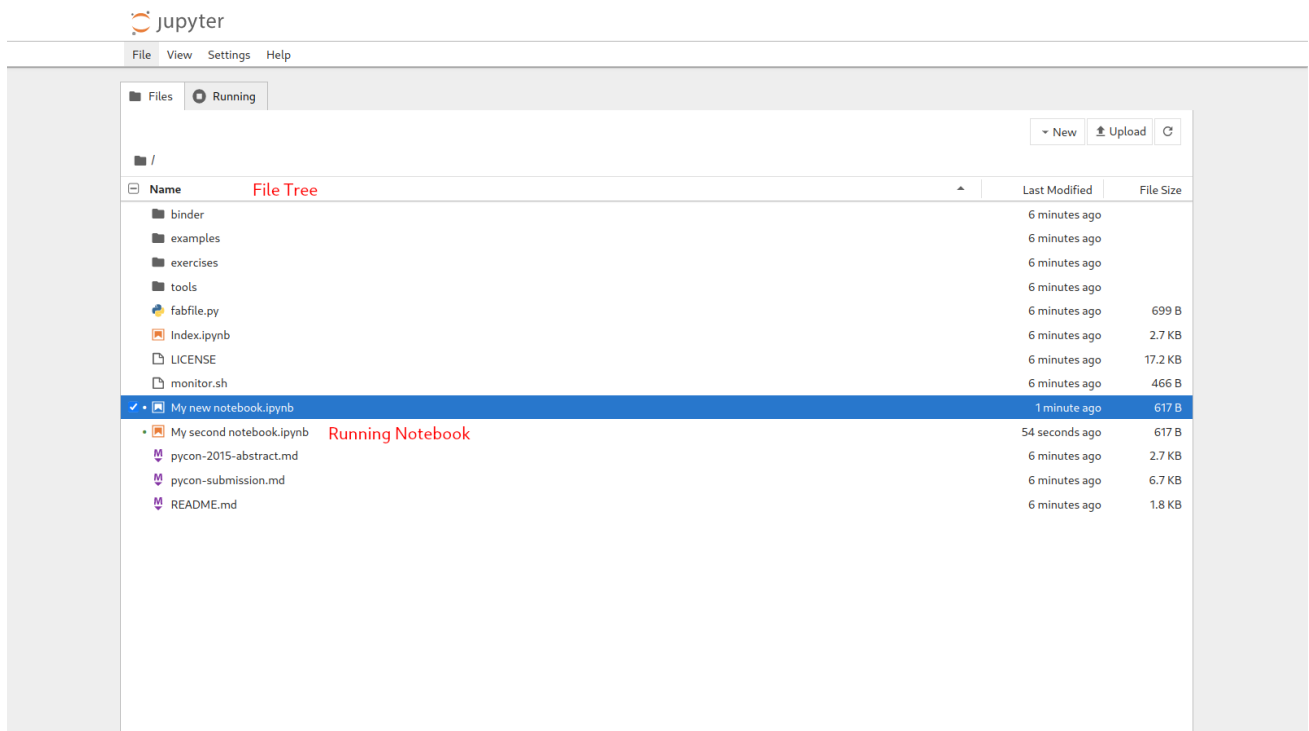 jupyter
File View Settings Help
Files Running
New Upload
/
Name File Tree Last Modified File Size
binder 6 minutes ago
examples 6 minutes ago
exercises 6 minutes ago
tools 6 minutes ago
fabfile.py 6 minutes ago 699 B
Index.ipynb 6 minutes ago 2.7 KB
LICENSE 6 minutes ago 17.2 KB
monitor.sh 6 minutes ago 466 B
My new notebook.ipynb 1 minute ago 617 B
My second notebook.ipynb Running Notebook 54 seconds ago 617 B
pycon-2015-abstract.md 6 minutes ago 2.7 KB
pycon-submission.md 6 minutes ago 6.7 KB
README.md 6 minutes ago 1.8 KB